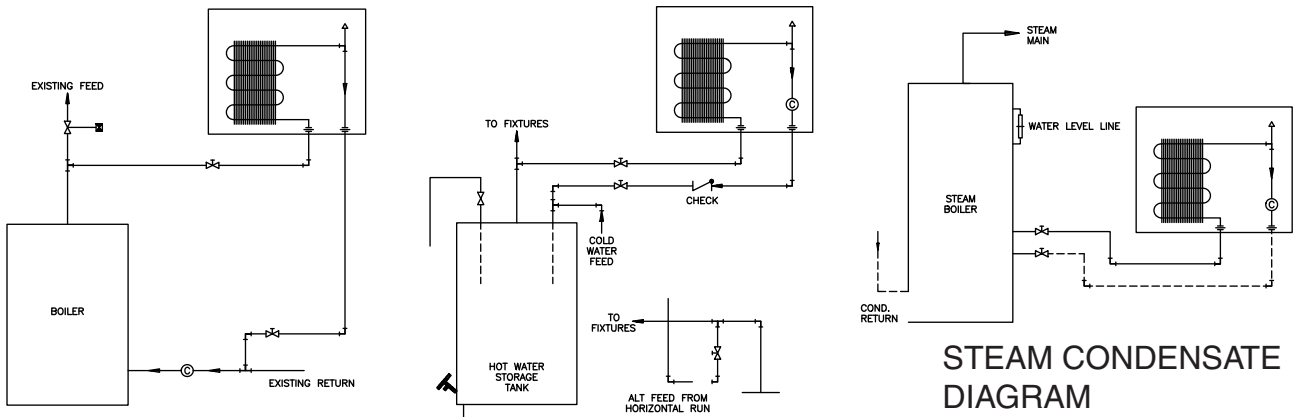 EXISTING FEED
BOILER
C
EXISTING RETURN
TO FIXTURES
C
CHECK
COLD
WATER
FEED
HOT WATER
STORAGE
TANK
TO
FIXTURES
ALT FEED FROM
HORIZONTAL RUN
STEAM
MAIN
WATER LEVEL LINE
STEAM
BOILER
C
COND.
RETURN
STEAM CONDENSATE
DIAGRAM